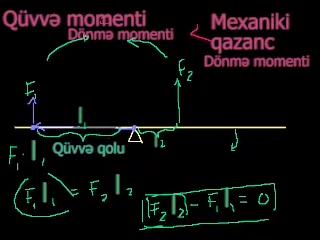 Qüvvə momenti
Dönmə momenti
Mexaniki
qazanc
Dönmə momenti
F₁
F₂
l₁
Qüvvə qolu
l₂
F₁ · l₁
F₁ l₁ = F₂ l₂
F₂ l₂ - F₁ l₁ = 0